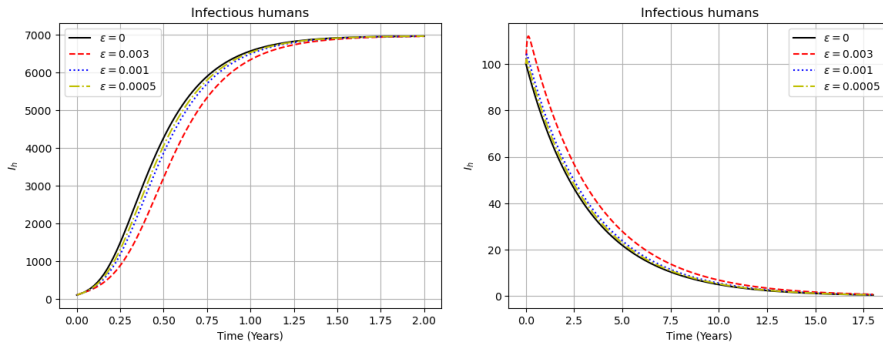 Infectious humans
ε = 0
ε = 0.003
ε = 0.001
ε = 0.0005
7000
6000
5000
4000
3000
2000
1000
0
I_h
0.00 0.25 0.50 0.75 1.00 1.25 1.50 1.75 2.00
Time (Years)
Infectious humans
ε = 0
ε = 0.003
ε = 0.001
ε = 0.0005
100
80
60
40
20
0
I_h
0.0 2.5 5.0 7.5 10.0 12.5 15.0 17.5
Time (Years)